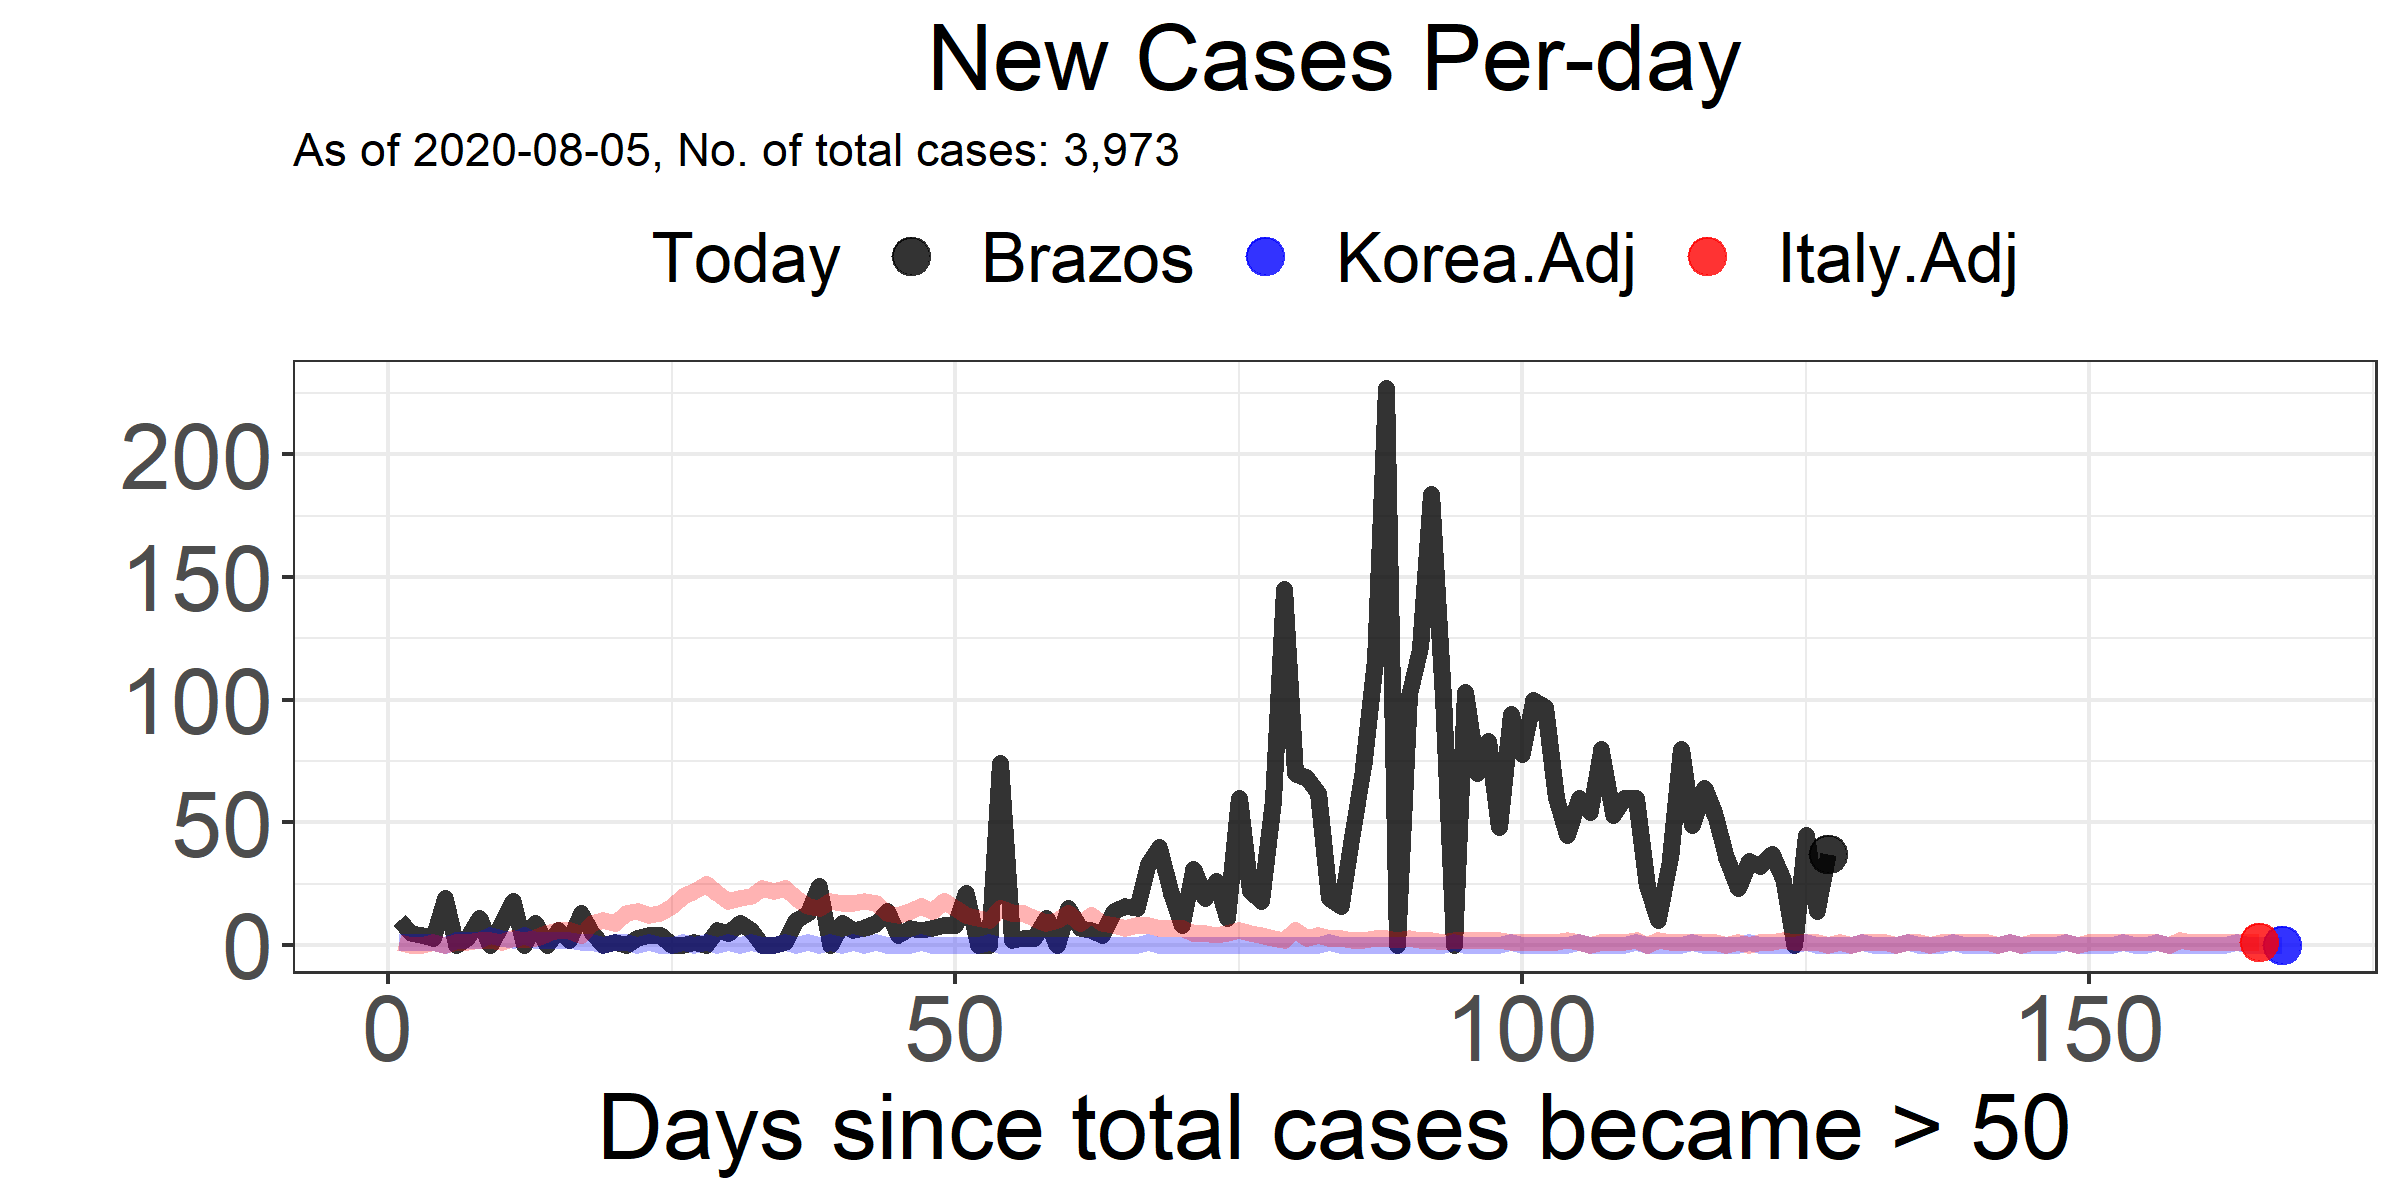 New Cases Per-day
As of 2020-08-05, No. of total cases: 3,973
Today Brazos Korea.Adj Italy.Adj
200
150
100
50
0
0 50 100 150
Days since total cases became > 50